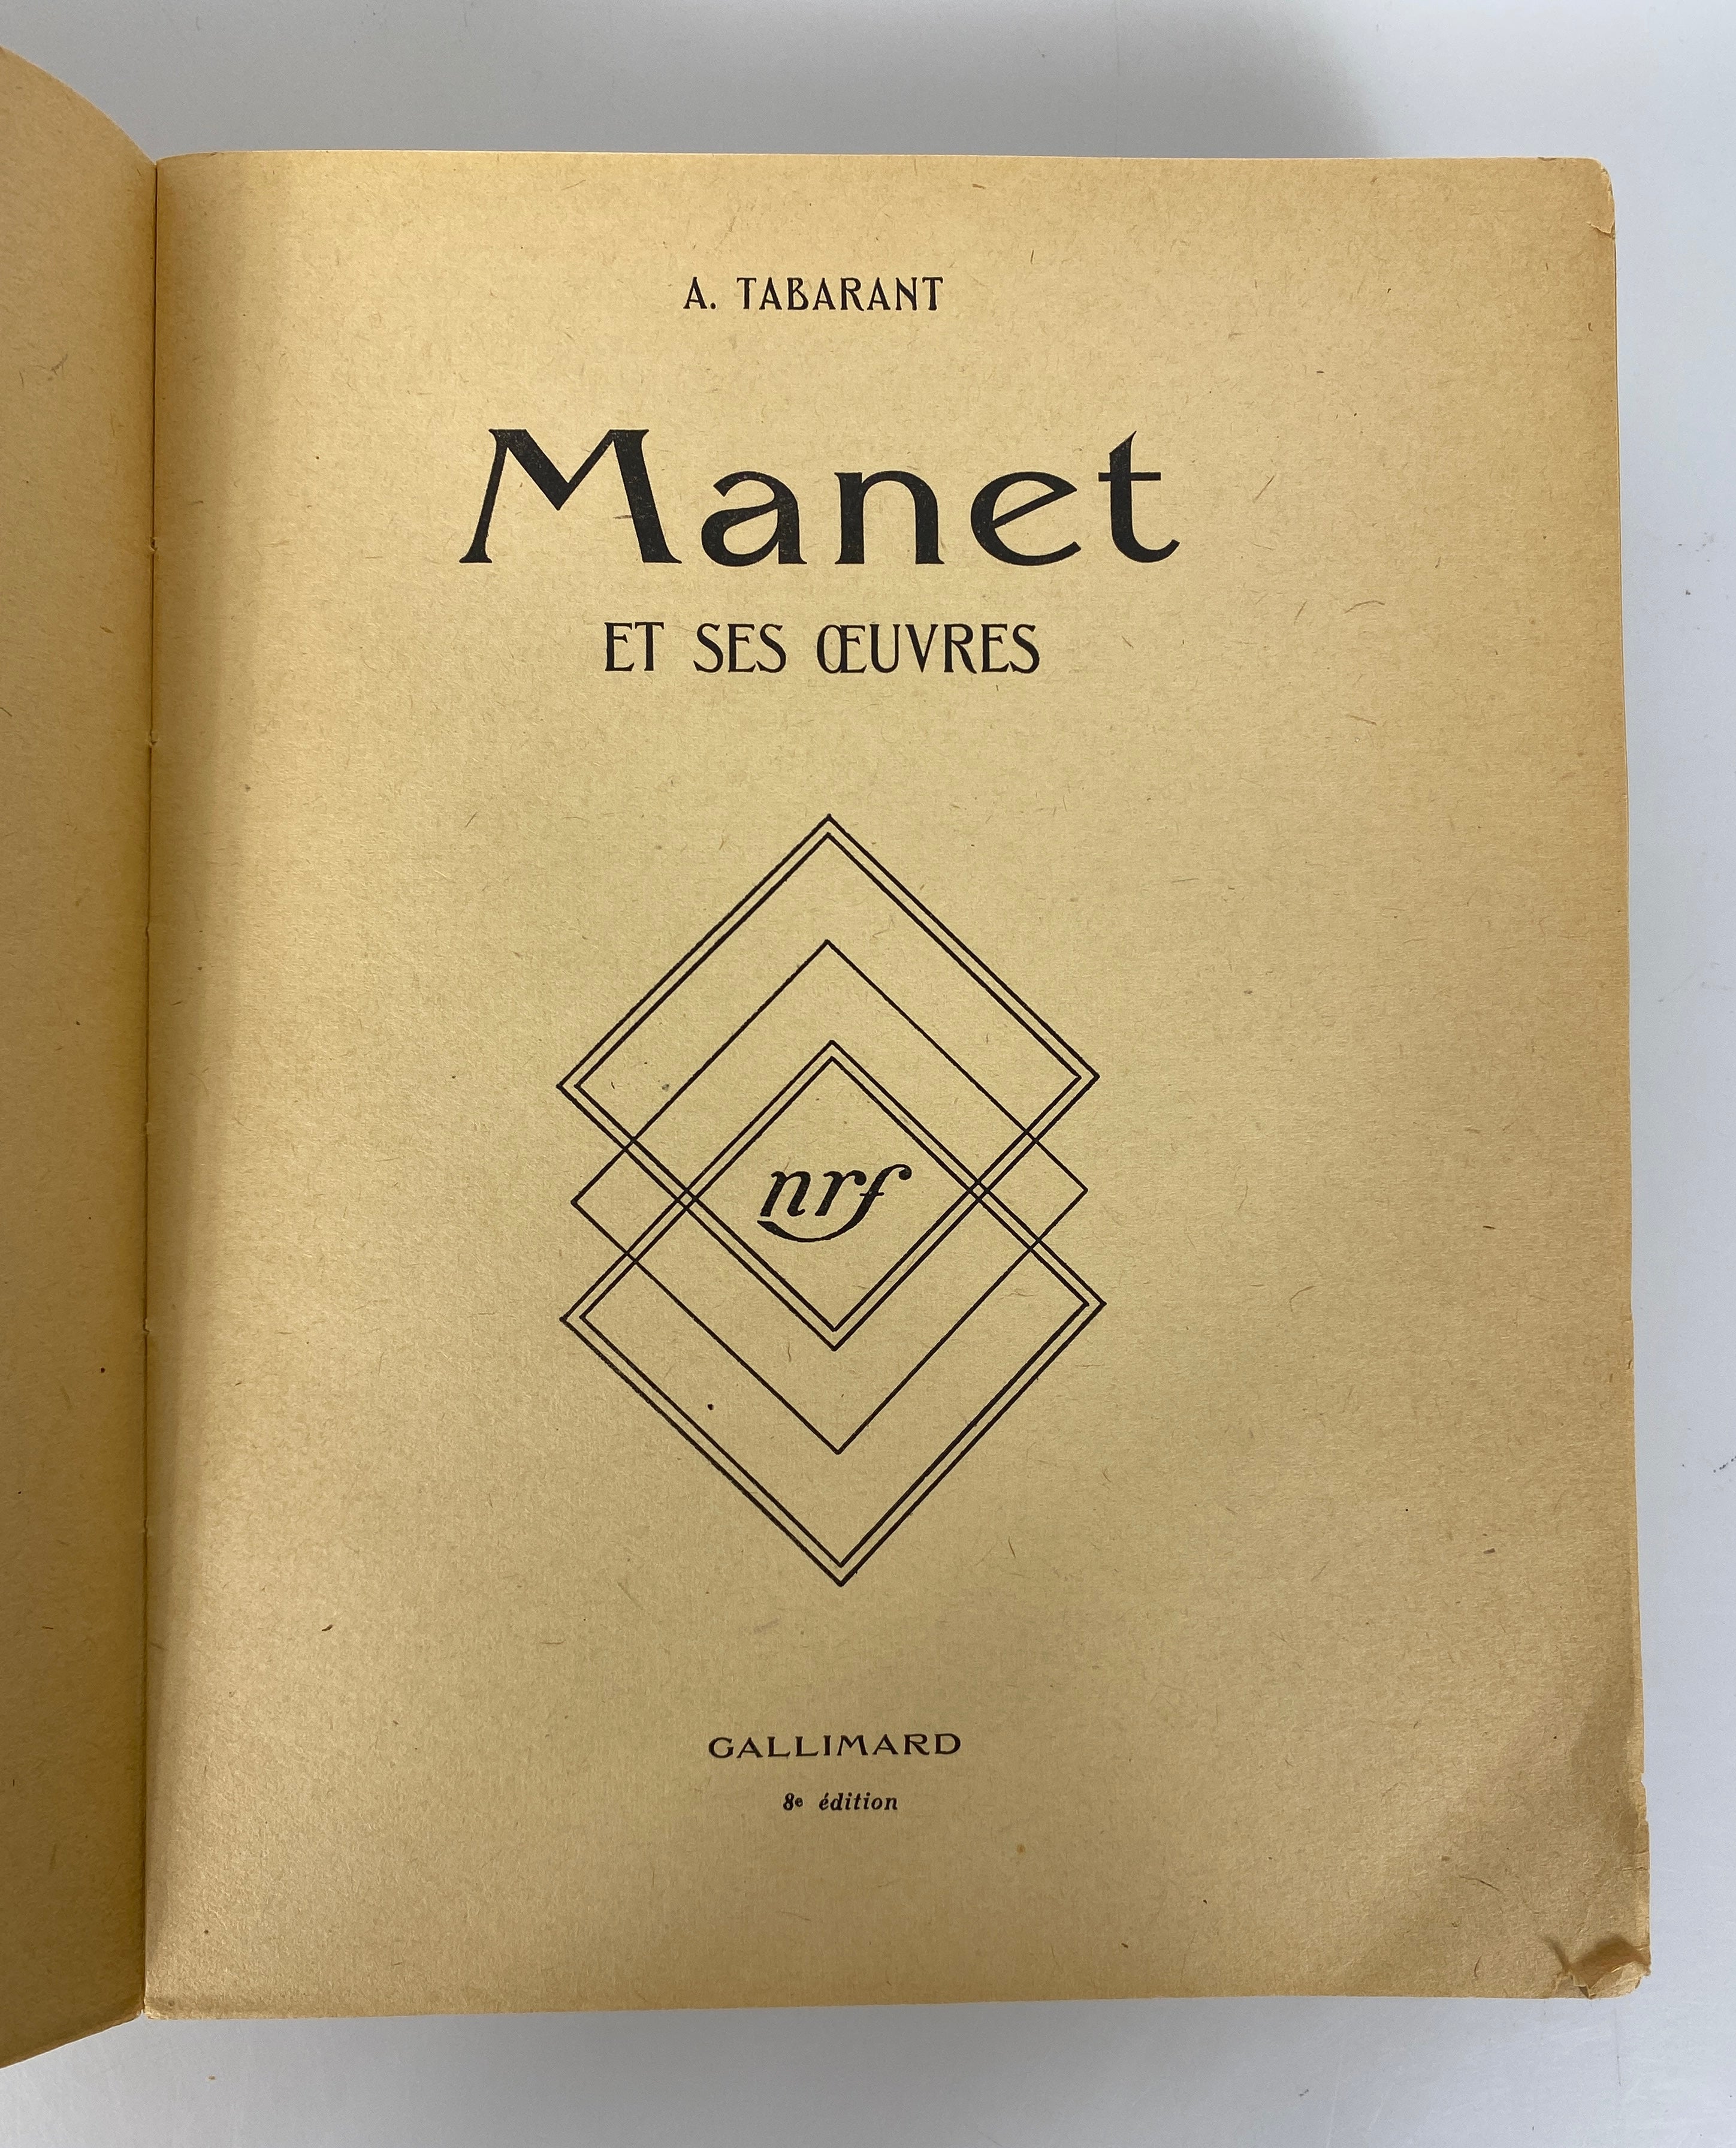 A. TABARANT
Manet
ET SES ŒUVRES
nrf
GALLIMARD
8e édition